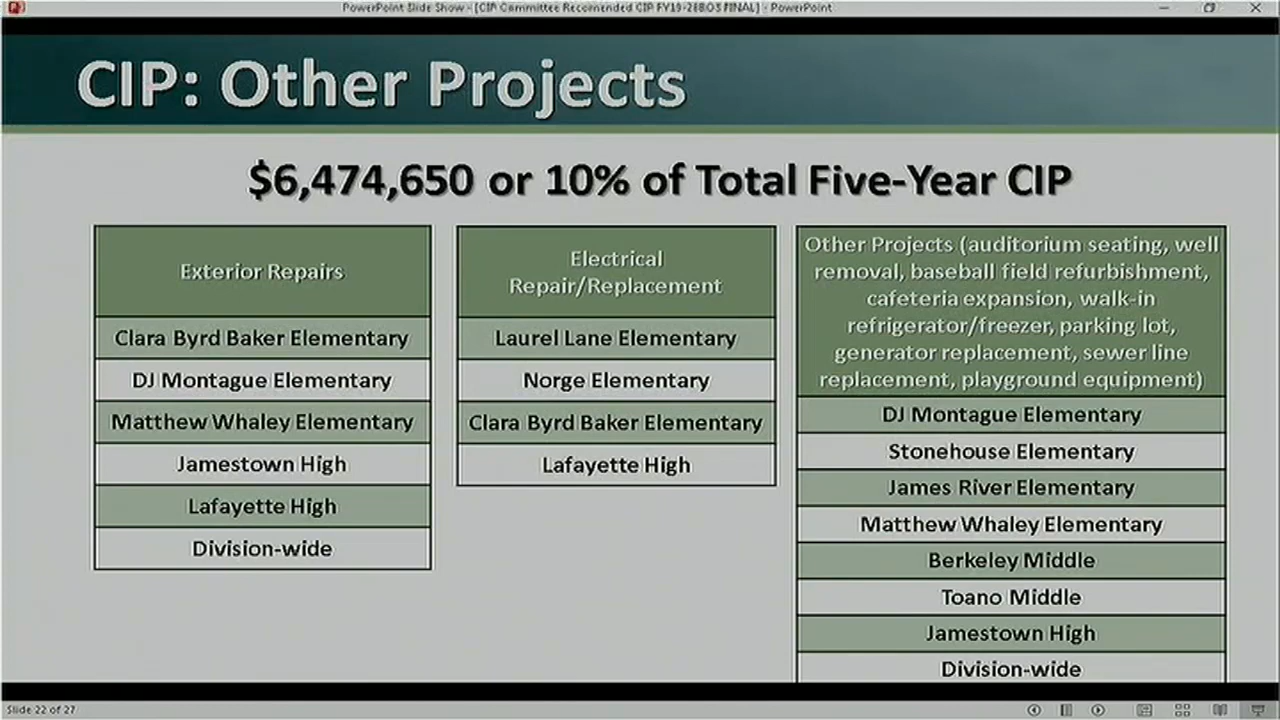 PowerPoint Slide Show - [CIP Committee Recomended CIP FY19-28 - FINAL] - PowerPoint
CIP: Other Projects
$6,474,650 or 10% of Total Five-Year CIP
Exterior Repairs
Clara Byrd Baker Elementary
DJ Montague Elementary
Matthew Whaley Elementary
Jamestown High
Lafayette High
Division-wide
Electrical
Repair/Replacement
Laurel Lane Elementary
Norge Elementary
Clara Byrd Baker Elementary
Lafayette High
Other Projects (auditorium seating, well
removal, baseball field refurbishment,
cafeteria expansion, walk-in
refrigerator/freezer, parking lot,
generator replacement, sewer line
replacement, playground equipment)
DJ Montague Elementary
Stonehouse Elementary
James River Elementary
Matthew Whaley Elementary
Berkeley Middle
Toano Middle
Jamestown High
Division-wide
Slide 22 of 27